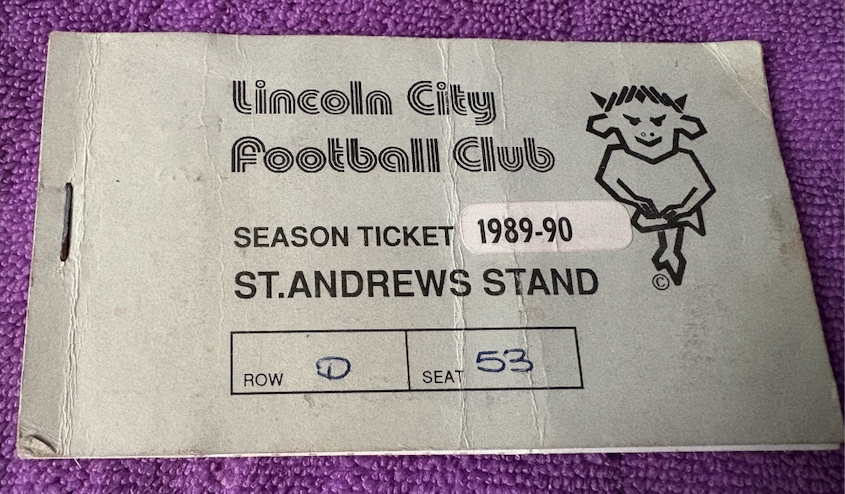 Lincoln City
Football Club
SEASON TICKET 1989-90
ST.ANDREWS STAND
©
ROW D SEAT 53